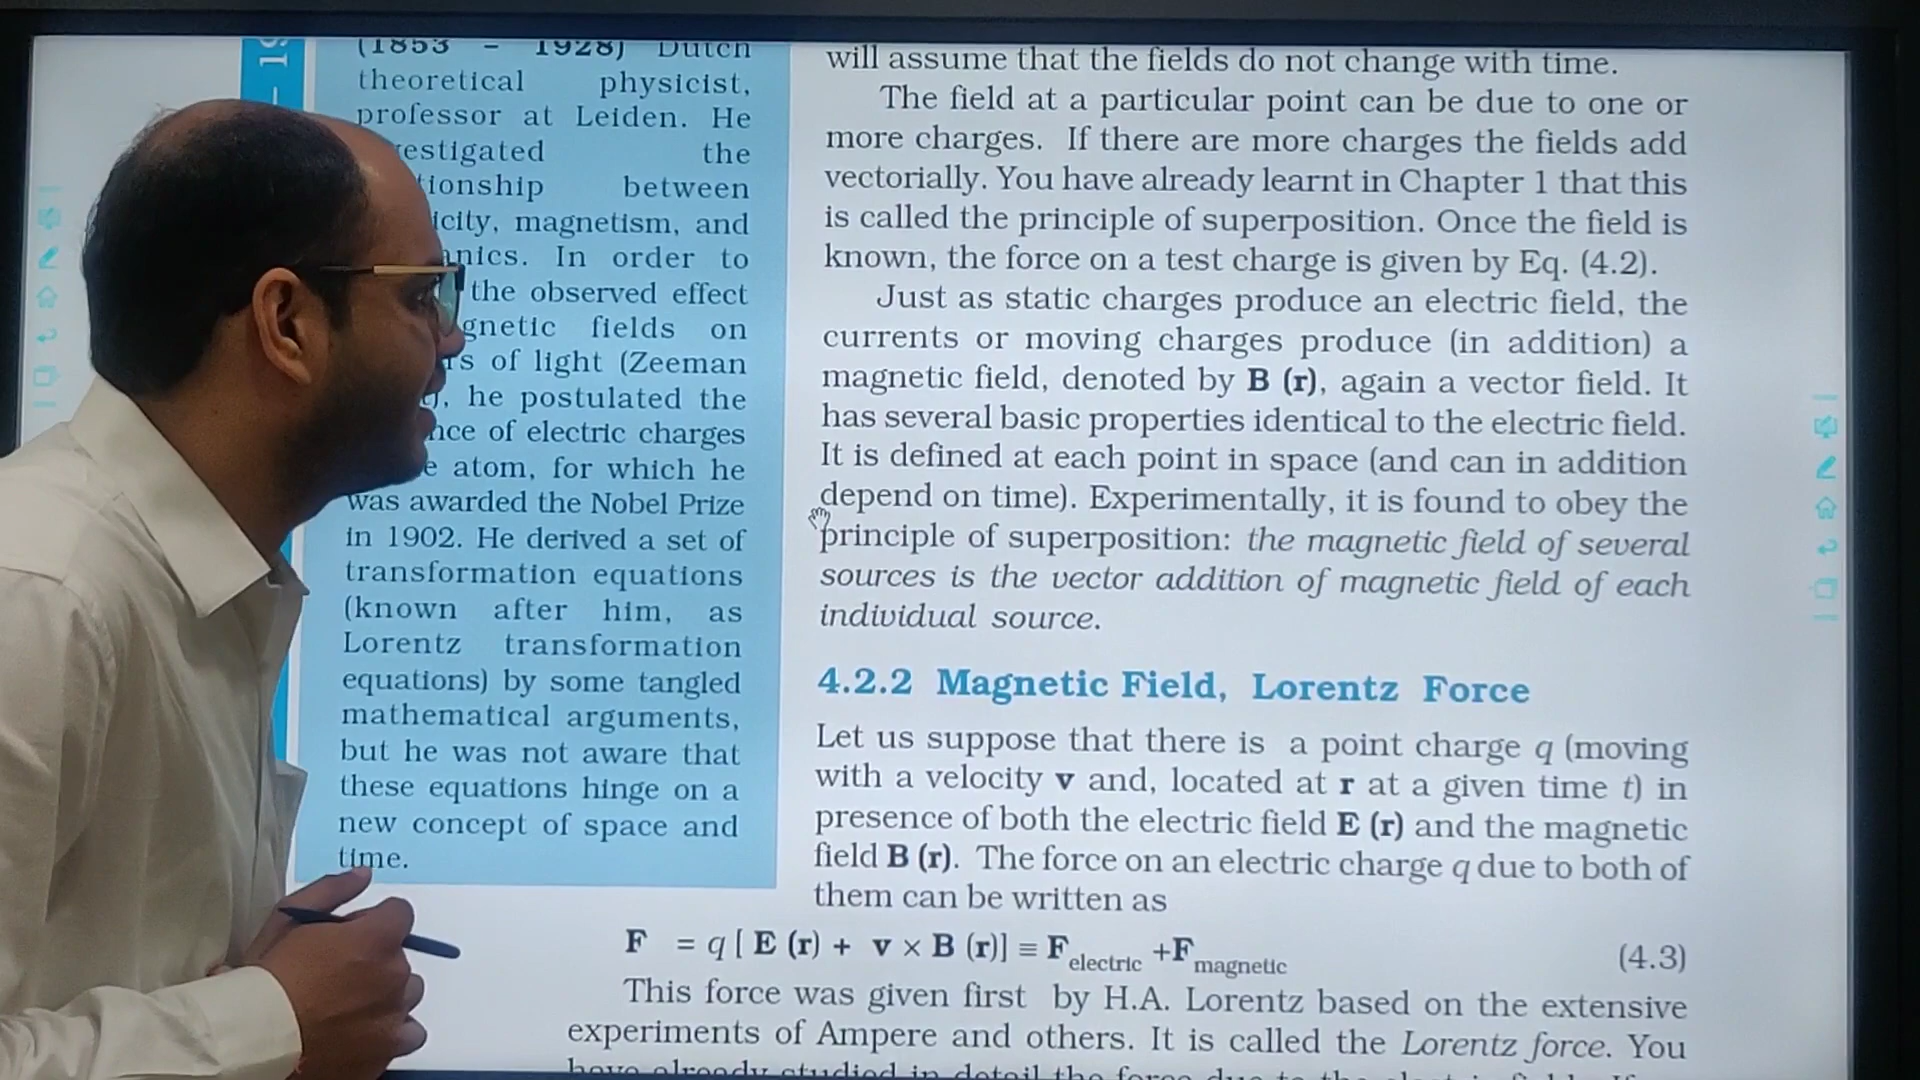 – 19
(1853 – 1928) Dutch
theoretical physicist,
professor at Leiden. He
the
between
magnetism, and
In order to
the observed effect
fields on
of light (Zeeman
he postulated the
of electric charges
atom, for which he
was awarded the Nobel Prize
in 1902. He derived a set of
transformation equations
(known after him, as
Lorentz transformation
equations) by some tangled
mathematical arguments,
but he was not aware that
these equations hinge on a
new concept of space and
time.
will assume that the fields do not change with time.
The field at a particular point can be due to one or
more charges. If there are more charges the fields add
vectorially. You have already learnt in Chapter 1 that this
is called the principle of superposition. Once the field is
known, the force on a test charge is given by Eq. (4.2).
Just as static charges produce an electric field, the
currents or moving charges produce (in addition) a
magnetic field, denoted by B (r), again a vector field. It
has several basic properties identical to the electric field.
It is defined at each point in space (and can in addition
depend on time). Experimentally, it is found to obey the
principle of superposition: the magnetic field of several
sources is the vector addition of magnetic field of each
individual source.
4.2.2 Magnetic Field, Lorentz Force
Let us suppose that there is a point charge q (moving
with a velocity v and, located at r at a given time t) in
presence of both the electric field E (r) and the magnetic
field B (r). The force on an electric charge q due to both of
them can be written as
F = q [ E (r) + v × B (r)] ≡ F electric +F magnetic (4.3)
This force was given first by H.A. Lorentz based on the extensive
experiments of Ampere and others. It is called the Lorentz force. You
have already studied in detail the force due to the